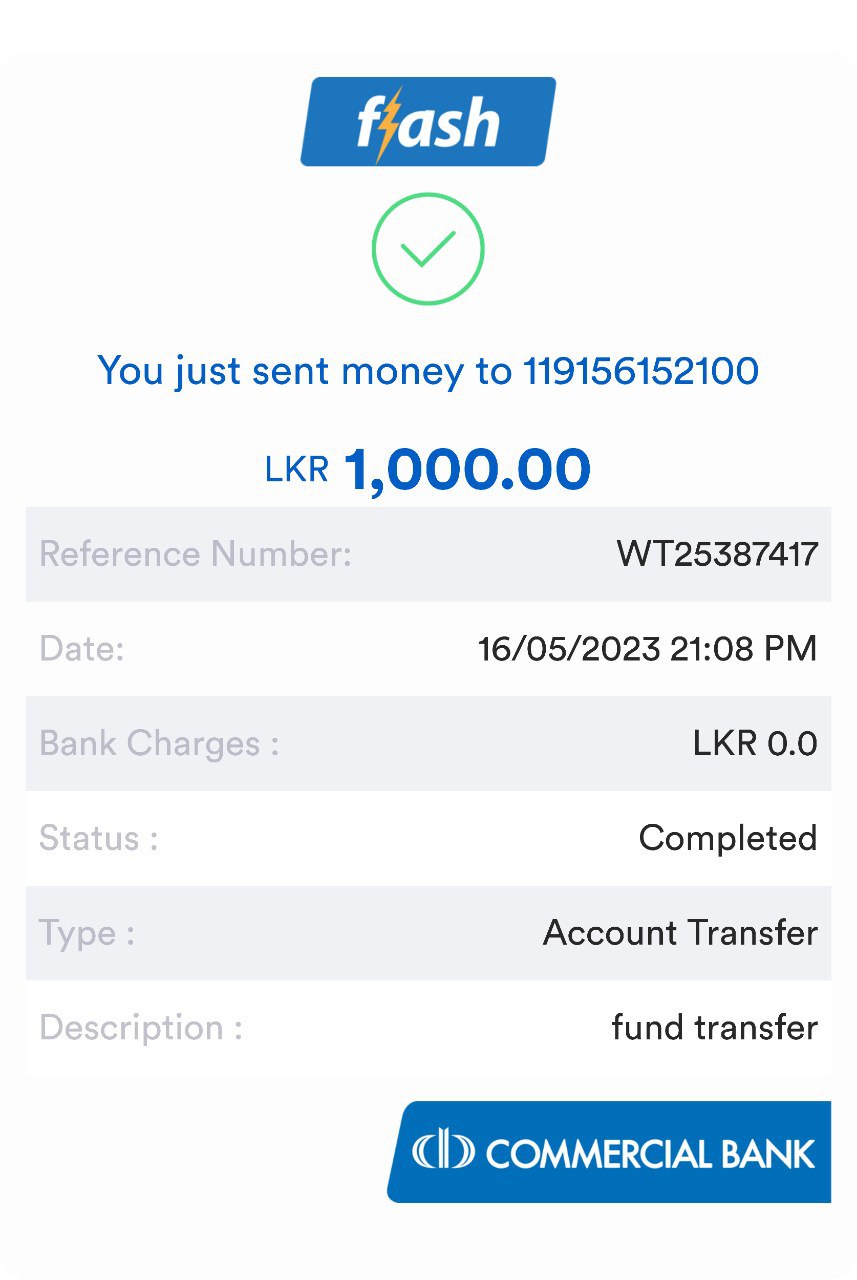 flash
You just sent money to 119156152100
LKR 1,000.00
Reference Number: WT25387417
Date: 16/05/2023 21:08 PM
Bank Charges : LKR 0.0
Status : Completed
Type : Account Transfer
Description : fund transfer
COMMERCIAL BANK